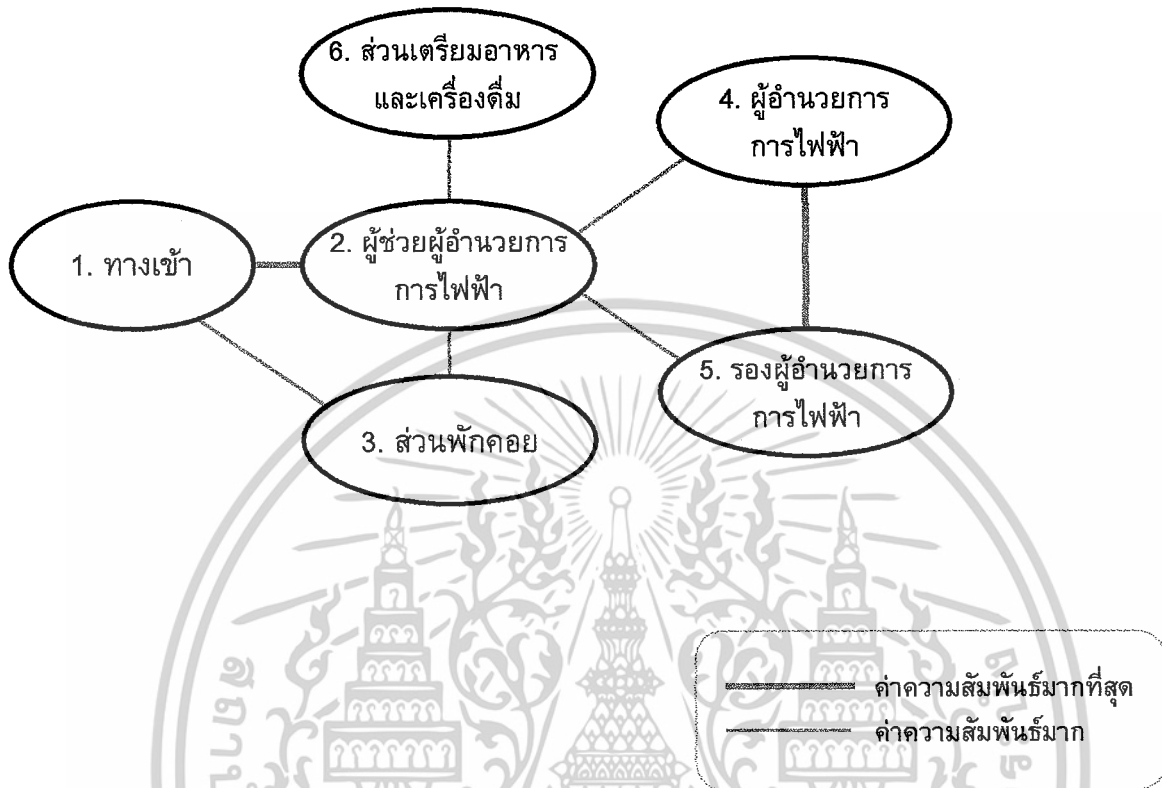 6. ส่วนเตรียมอาหาร
และเครื่องดื่ม
4. ผู้อำนวยการ
การไฟฟ้า
1. ทางเข้า
2. ผู้ช่วยผู้อำนวยการ
การไฟฟ้า
5. รองผู้อำนวยการ
การไฟฟ้า
3. ส่วนพักคอย
ค่าความสัมพันธ์มากที่สุด
ค่าความสัมพันธ์มาก